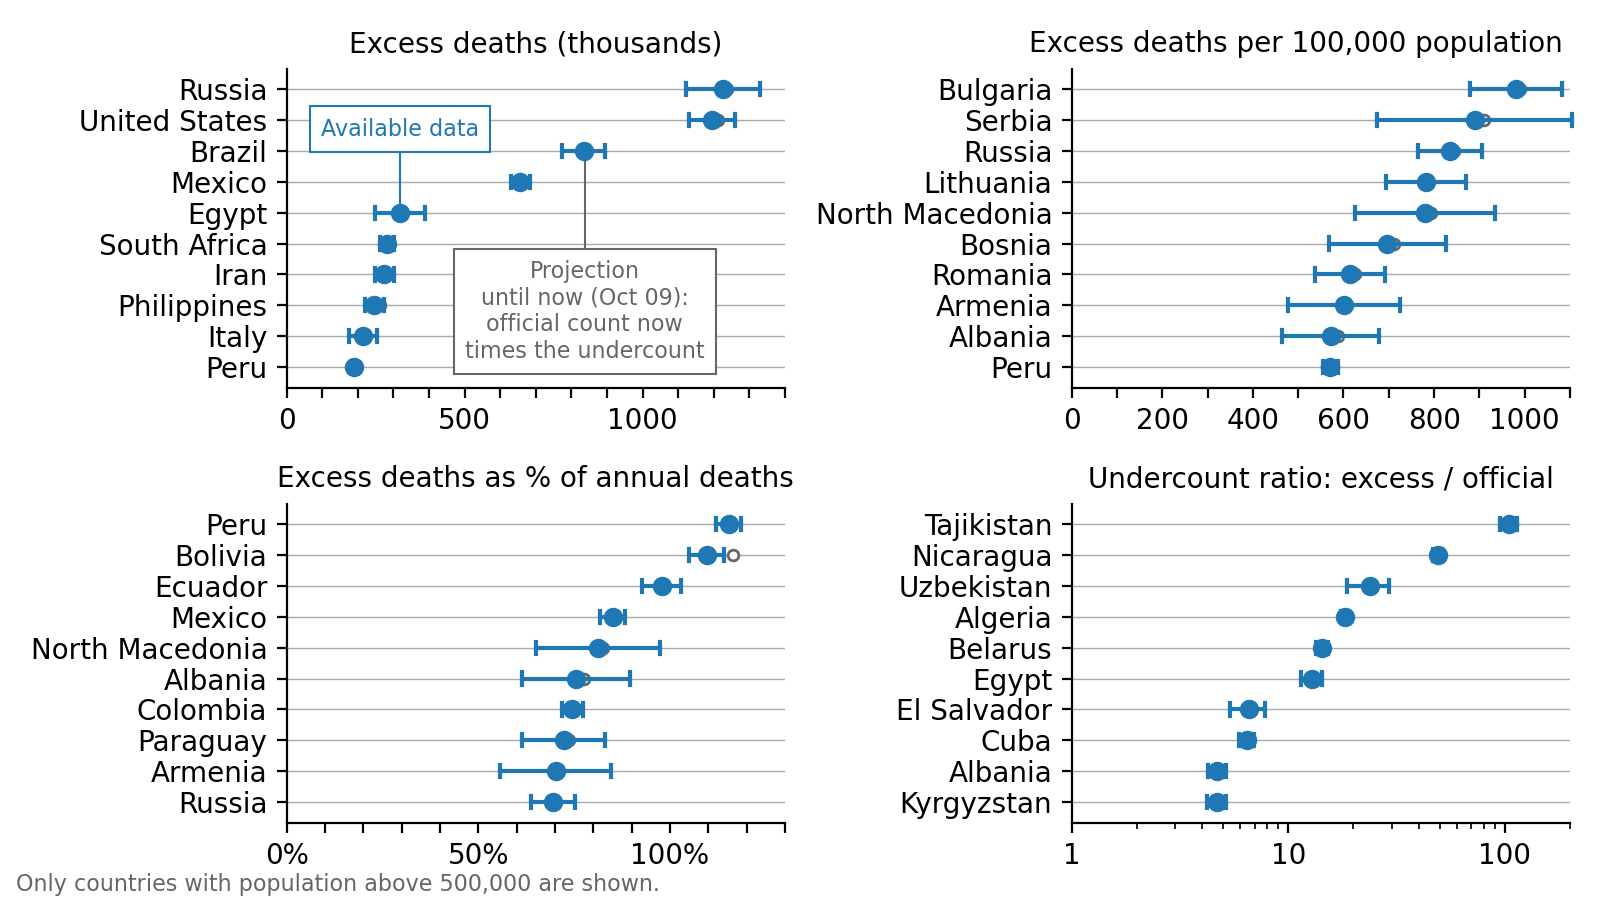 Excess deaths (thousands)
Russia
United States
Brazil
Mexico
Egypt
South Africa
Iran
Philippines
Italy
Peru
Available data
Projection
until now (Oct 09):
official count now
times the undercount
0 500 1000
Excess deaths per 100,000 population
Bulgaria
Serbia
Russia
Lithuania
North Macedonia
Bosnia
Romania
Armenia
Albania
Peru
0 200 400 600 800 1000
Excess deaths as % of annual deaths
Peru
Bolivia
Ecuador
Mexico
North Macedonia
Albania
Colombia
Paraguay
Armenia
Russia
0% 50% 100%
Undercount ratio: excess / official
Tajikistan
Nicaragua
Uzbekistan
Algeria
Belarus
Egypt
El Salvador
Cuba
Albania
Kyrgyzstan
1 10 100
Only countries with population above 500,000 are shown.